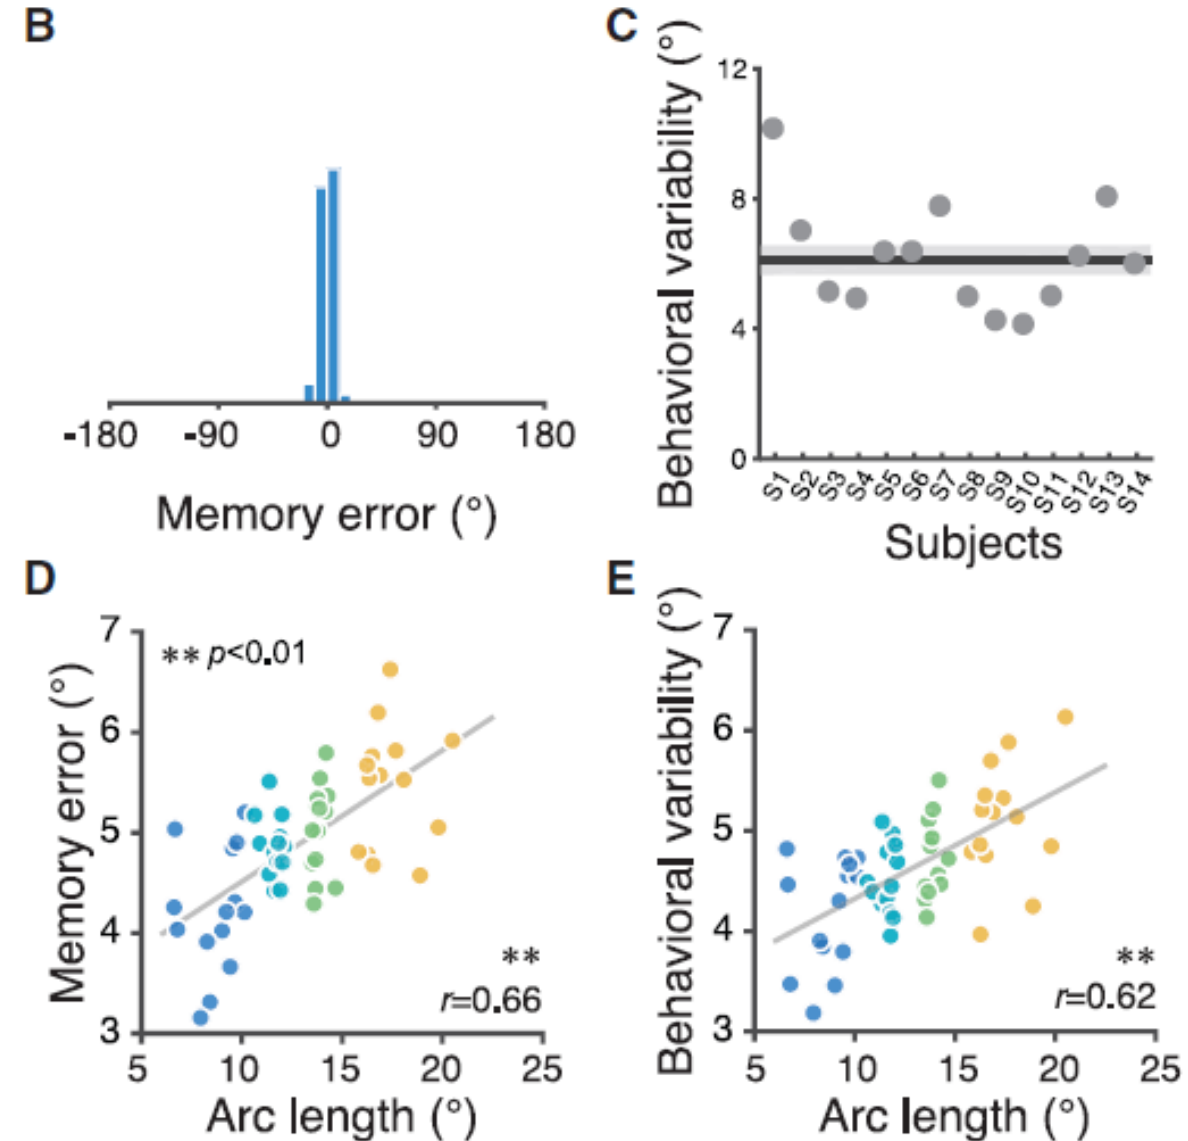 B
-180 -90 0 90 180
Memory error (°)
C
Behavioral variability (°)
12
8
4
0
S1 S2 S3 S4 S5 S6 S7 S8 S9 S10 S11 S12 S13 S14
Subjects
D
Memory error (°)
7
6
5
4
3
** p<0.01
**
r=0.66
5 10 15 20 25
Arc length (°)
E
Behavioral variability (°)
7
6
5
4
3
**
r=0.62
5 10 15 20 25
Arc length (°)